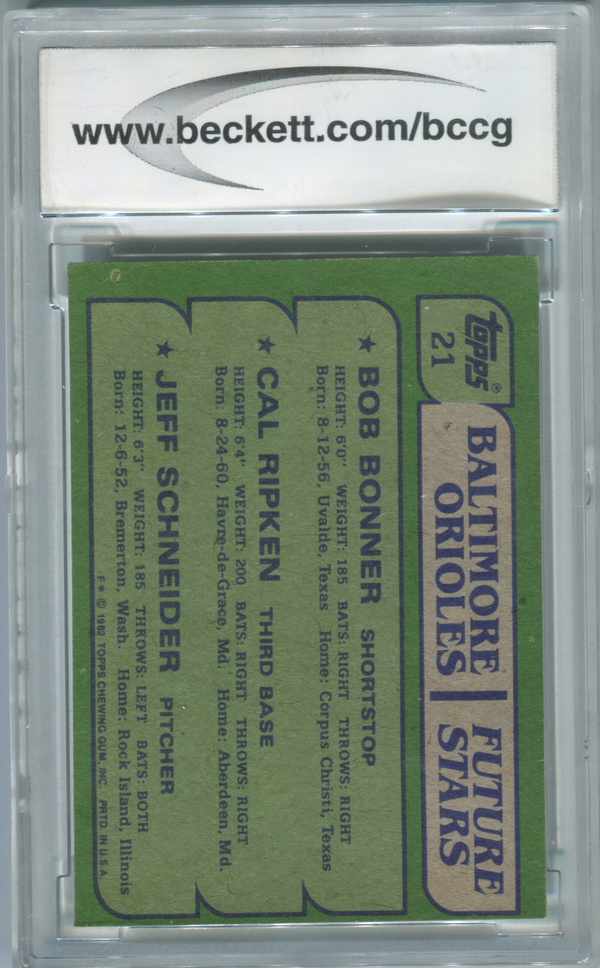 www.beckett.com/bccg
topps®
21
BALTIMORE
ORIOLES
FUTURE
STARS
★ BOB BONNER SHORTSTOP
HEIGHT: 6'0" WEIGHT: 185 BATS: RIGHT THROWS: RIGHT
Born: 8-12-56, Uvalde, Texas Home: Corpus Christi, Texas
★ CAL RIPKEN THIRD BASE
HEIGHT: 6'4" WEIGHT: 200 BATS: RIGHT THROWS: RIGHT
Born: 8-24-60, Havre-de-Grace, Md. Home: Aberdeen, Md.
★ JEFF SCHNEIDER PITCHER
HEIGHT: 6'3" WEIGHT: 185 THROWS: LEFT BATS: BOTH
Born: 12-6-52, Bremerton, Wash. Home: Rock Island, Illinois
F* © 1982 TOPPS CHEWING GUM, INC. PRTD. IN U.S.A.